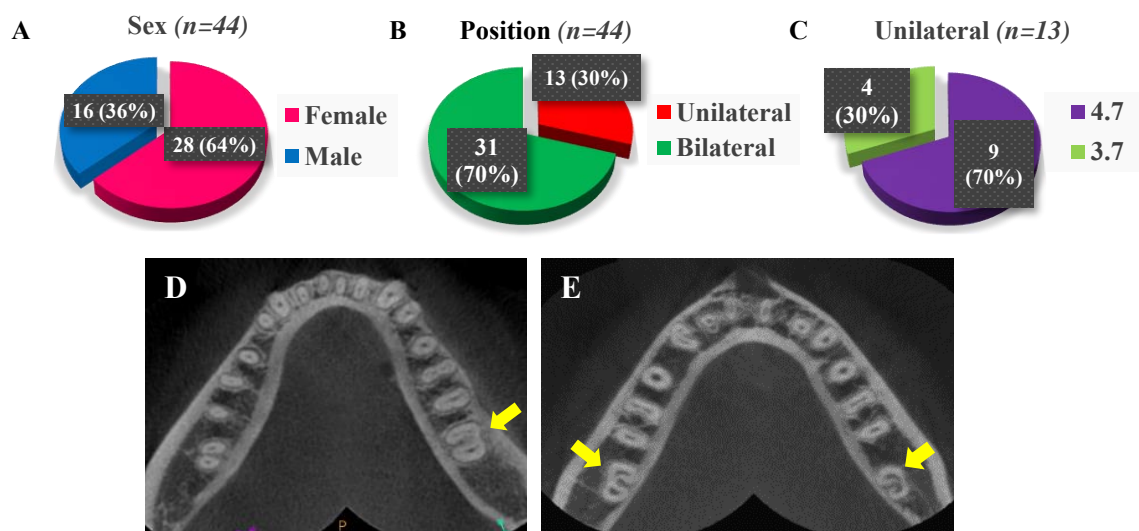 A
Sex (n=44)
16 (36%)
28 (64%)
Female
Male
B
Position (n=44)
13 (30%)
31
(70%)
Unilateral
Bilateral
C
Unilateral (n=13)
4
(30%)
9
(70%)
4.7
3.7
D
P
E